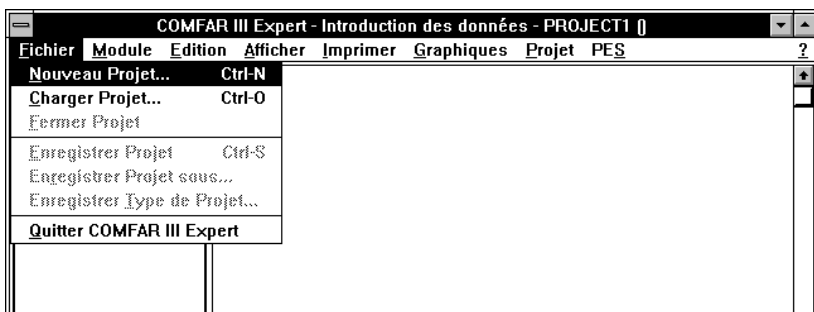 COMFAR III Expert - Introduction des données - PROJECT1 ()
Fichier Module Edition Afficher Imprimer Graphiques Projet PES ?
Nouveau Projet... Ctrl-N
Charger Projet... Ctrl-O
Fermer Projet
Enregistrer Projet Ctrl-S
Enregistrer Projet sous...
Enregistrer Type de Projet...
Quitter COMFAR III Expert